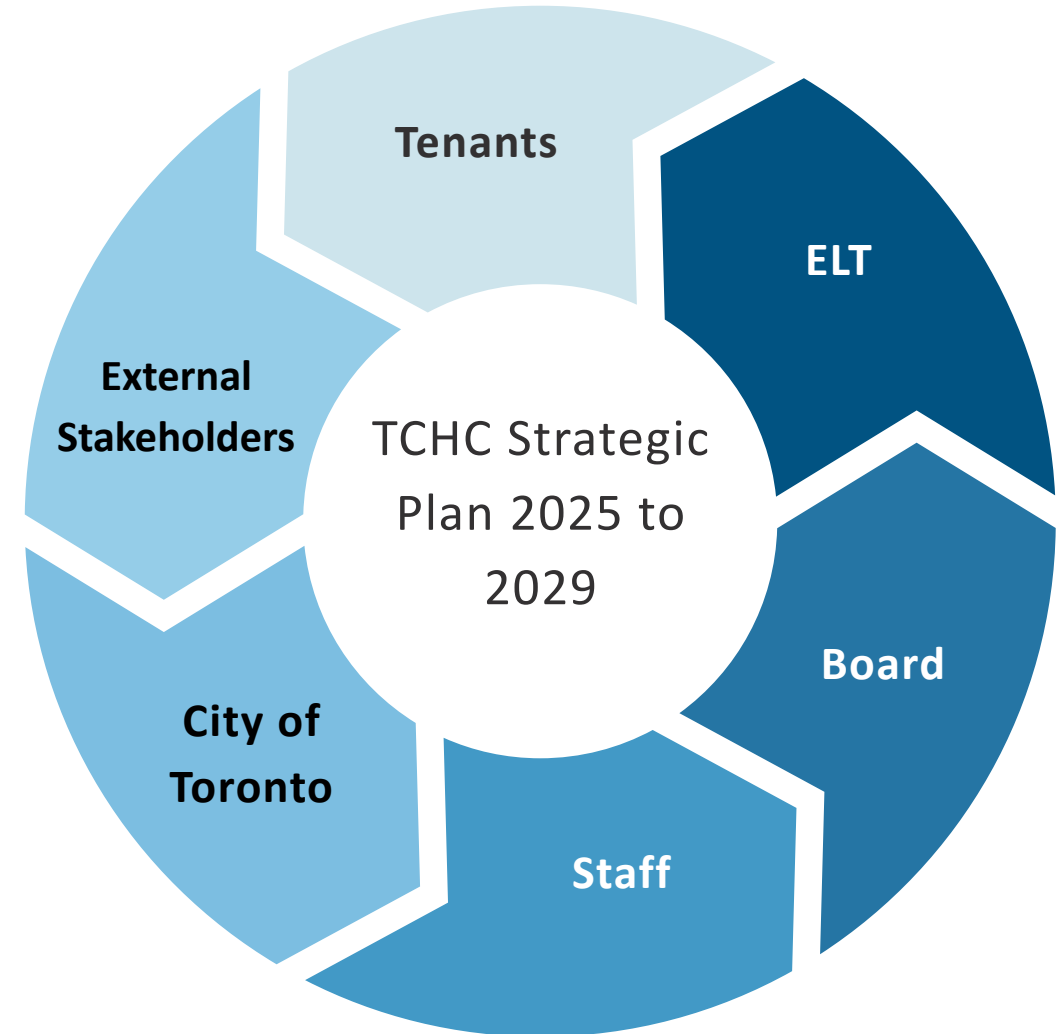 Tenants
ELT
External
Stakeholders
TCHC Strategic
Plan 2025 to
2029
Board
City of
Toronto
Staff